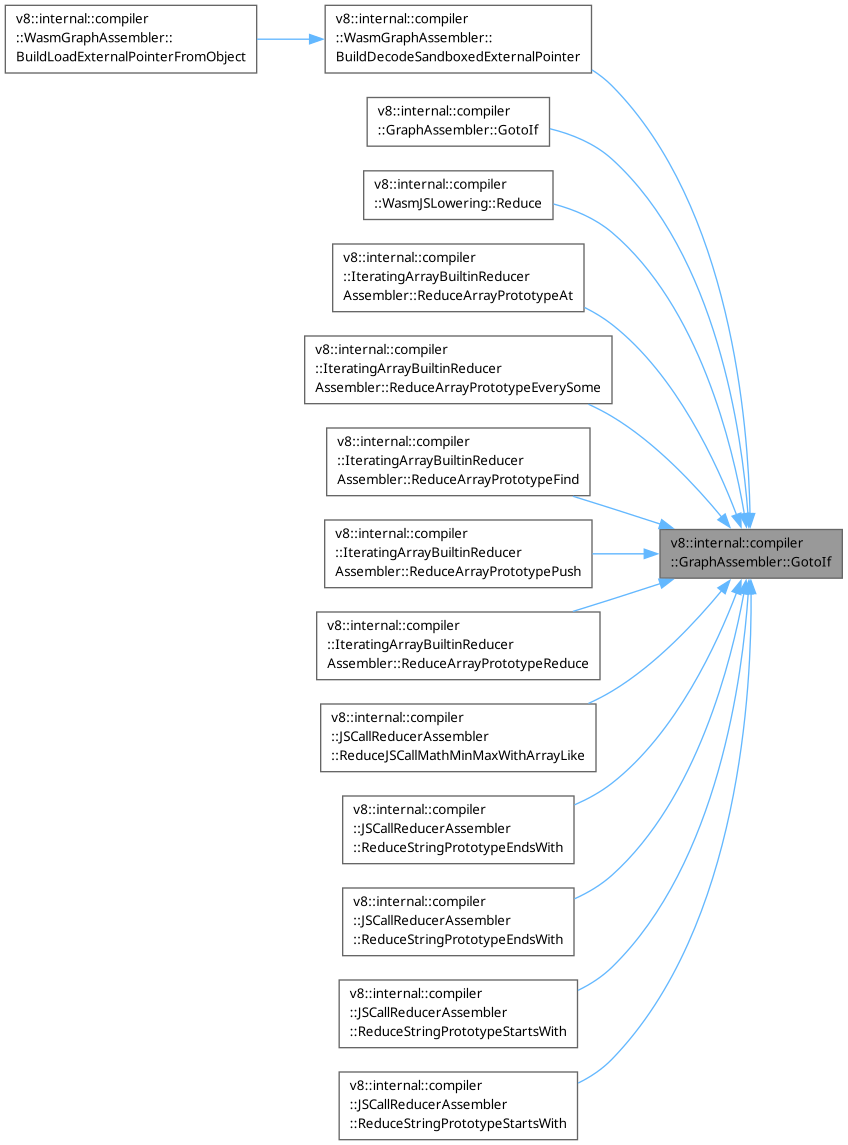 v8::internal::compiler
::WasmGraphAssembler::
BuildLoadExternalPointerFromObject
v8::internal::compiler
::WasmGraphAssembler::
BuildDecodeSandboxedExternalPointer
v8::internal::compiler
::GraphAssembler::GotoIf
v8::internal::compiler
::WasmJSLowering::Reduce
v8::internal::compiler
::IteratingArrayBuiltinReducer
Assembler::ReduceArrayPrototypeAt
v8::internal::compiler
::IteratingArrayBuiltinReducer
Assembler::ReduceArrayPrototypeEverySome
v8::internal::compiler
::IteratingArrayBuiltinReducer
Assembler::ReduceArrayPrototypeFind
v8::internal::compiler
::IteratingArrayBuiltinReducer
Assembler::ReduceArrayPrototypePush
v8::internal::compiler
::GraphAssembler::GotoIf
v8::internal::compiler
::IteratingArrayBuiltinReducer
Assembler::ReduceArrayPrototypeReduce
v8::internal::compiler
::JSCallReducerAssembler
::ReduceJSCallMathMinMaxWithArrayLike
v8::internal::compiler
::JSCallReducerAssembler
::ReduceStringPrototypeEndsWith
v8::internal::compiler
::JSCallReducerAssembler
::ReduceStringPrototypeEndsWith
v8::internal::compiler
::JSCallReducerAssembler
::ReduceStringPrototypeStartsWith
v8::internal::compiler
::JSCallReducerAssembler
::ReduceStringPrototypeStartsWith